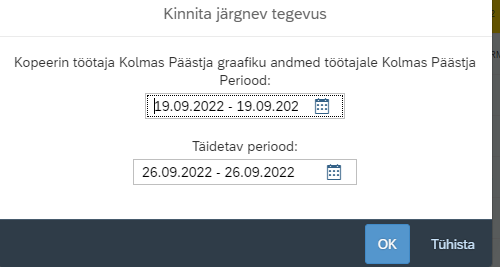 Kinnita järgnev tegevus
Kopeerin töötaja Kolmas Päästja graafiku andmed töötajale Kolmas Päästja
Periood:
19.09.2022 - 19.09.202
Täidetav periood:
26.09.2022 - 26.09.2022
OK Tühista